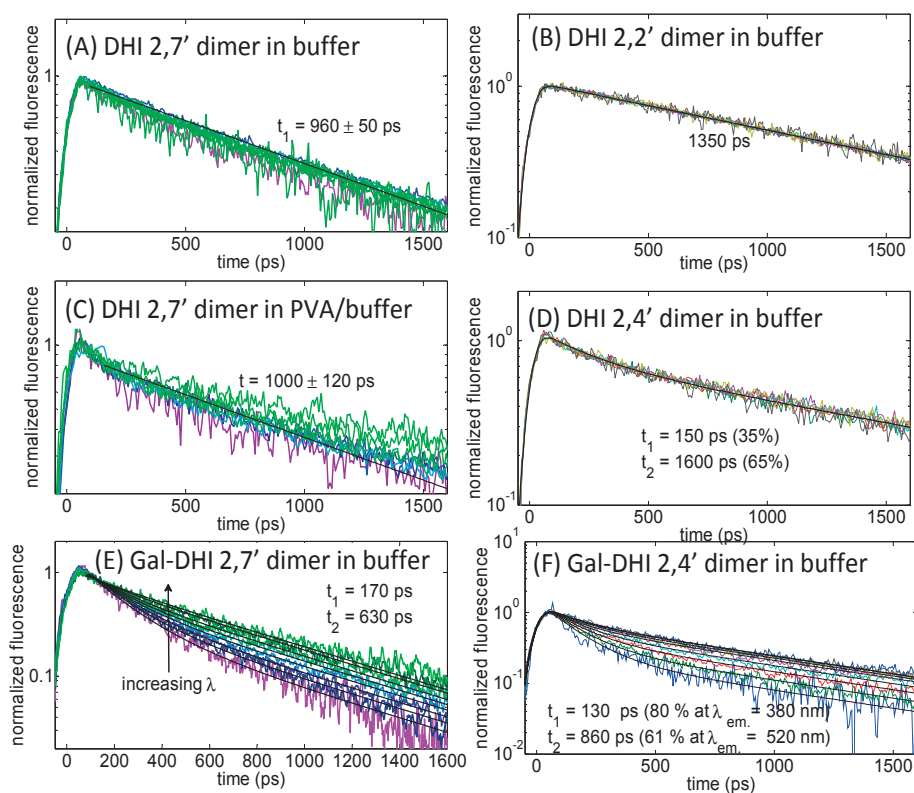 (A) DHI 2,7’ dimer in buffer
normalized fluorescence
1
t1 = 960 ± 50 ps
0 500 1000 1500
time (ps)
(B) DHI 2,2’ dimer in buffer
normalized fluorescence
10^0
10^-1
1350 ps
0 500 1000 1500
time (ps)
(C) DHI 2,7’ dimer in PVA/buffer
normalized fluorescence
1
t = 1000 ± 120 ps
0 500 1000 1500
time (ps)
(D) DHI 2,4’ dimer in buffer
normalized fluorescence
10^0
10^-1
t1 = 150 ps (35%)
t2 = 1600 ps (65%)
0 500 1000 1500
time (ps)
(E) Gal-DHI 2,7’ dimer in buffer
normalized fluorescence
1
0.1
t1 = 170 ps
t2 = 630 ps
increasing λ
0 200 400 600 800 1000 1200 1400 1600
time (ps)
(F) Gal-DHI 2,4’ dimer in buffer
normalized fluorescence
10^1
10^0
10^-1
10^-2
t1 = 130 ps (80 % at λem. = 380 nm)
t2 = 860 ps (61 % at λem. = 520 nm)
0 500 1000 1500
time (ps)